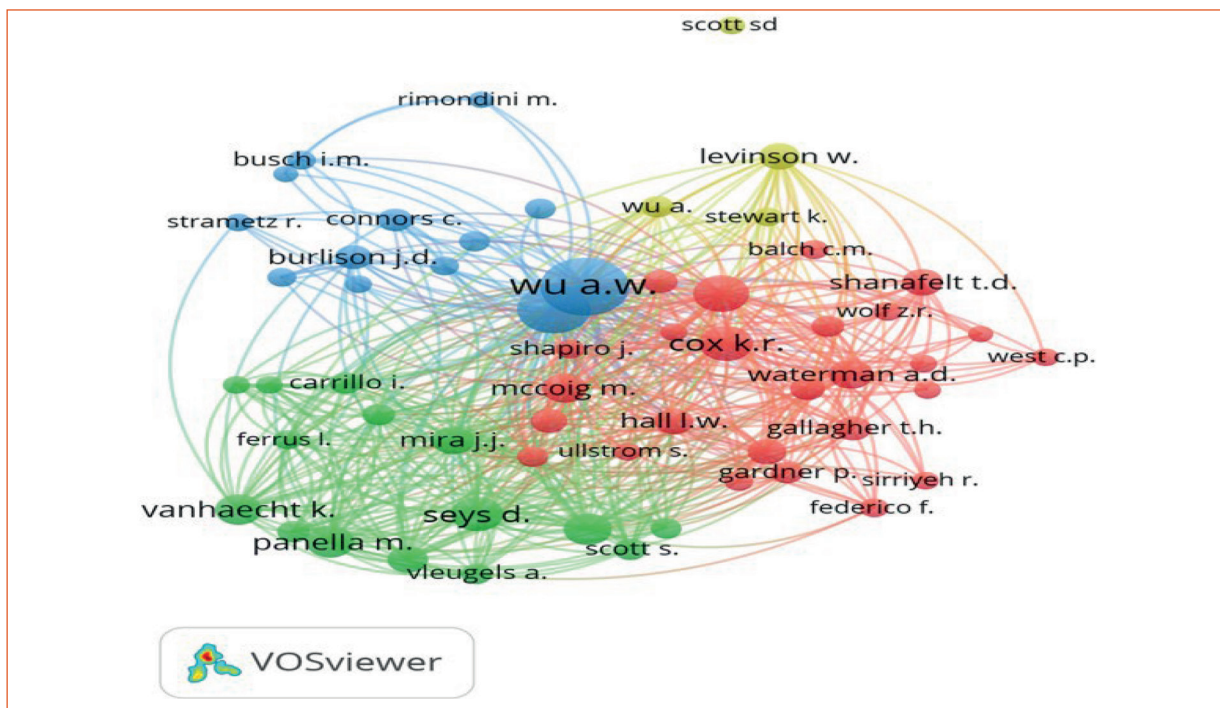 scott sd
rimondini m.
busch i.m.
levinson w.
strametz r.
connors c.
wu a.
stewart k.
burlison j.d.
balch c.m.
wu a.w.
shanafelt t.d.
wolf z.r.
shapiro j.
cox k.r.
west c.p.
carrillo i.
mccoig m.
waterman a.d.
ferrus l.
mira j.j.
hall l.w.
gallagher t.h.
ullstrom s.
gardner p.
sirriyeh r.
vanhaecht k.
seys d.
federico f.
panella m.
scott s.
vleugels a.
VOSviewer